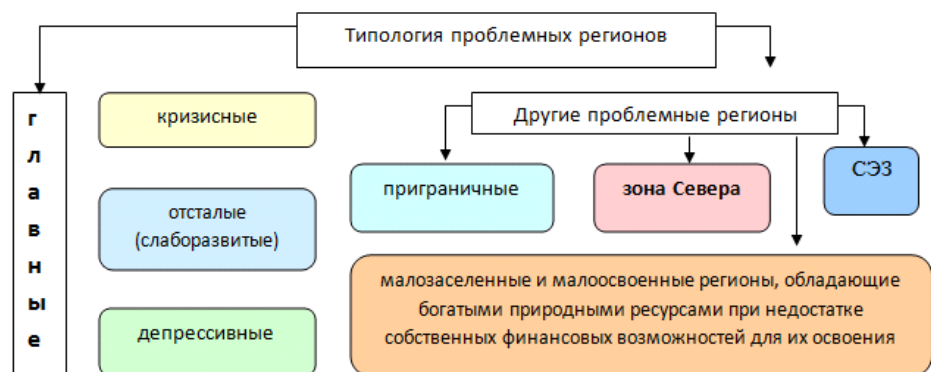 Типология проблемных регионов
главные
кризисные
отсталые
(слаборазвитые)
депрессивные
Другие проблемные регионы
приграничные
зона Севера
СЭЗ
малозаселенные и малоосвоенные регионы, обладающие
богатыми природными ресурсами при недостатке
собственных финансовых возможностей для их освоения